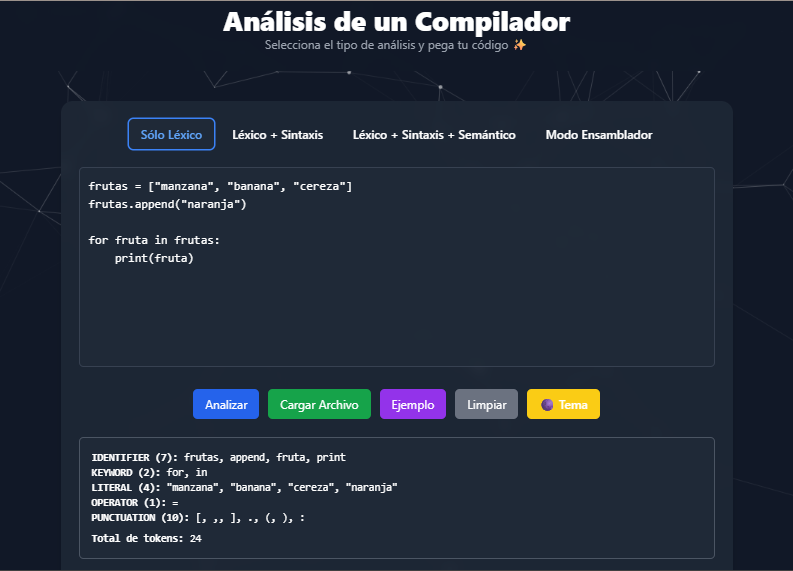 Análisis de un Compilador
Selecciona el tipo de análisis y pega tu código ✨
Sólo Léxico Léxico + Sintaxis Léxico + Sintaxis + Semántico Modo Ensamblador
frutas = ["manzana", "banana", "cereza"]
frutas.append("naranja")

for fruta in frutas:
    print(fruta)
Analizar Cargar Archivo Ejemplo Limpiar Tema
IDENTIFIER (7): frutas, append, fruta, print
KEYWORD (2): for, in
LITERAL (4): "manzana", "banana", "cereza", "naranja"
OPERATOR (1): =
PUNCTUATION (10): [, ,, ], ., (, ), :
Total de tokens: 24